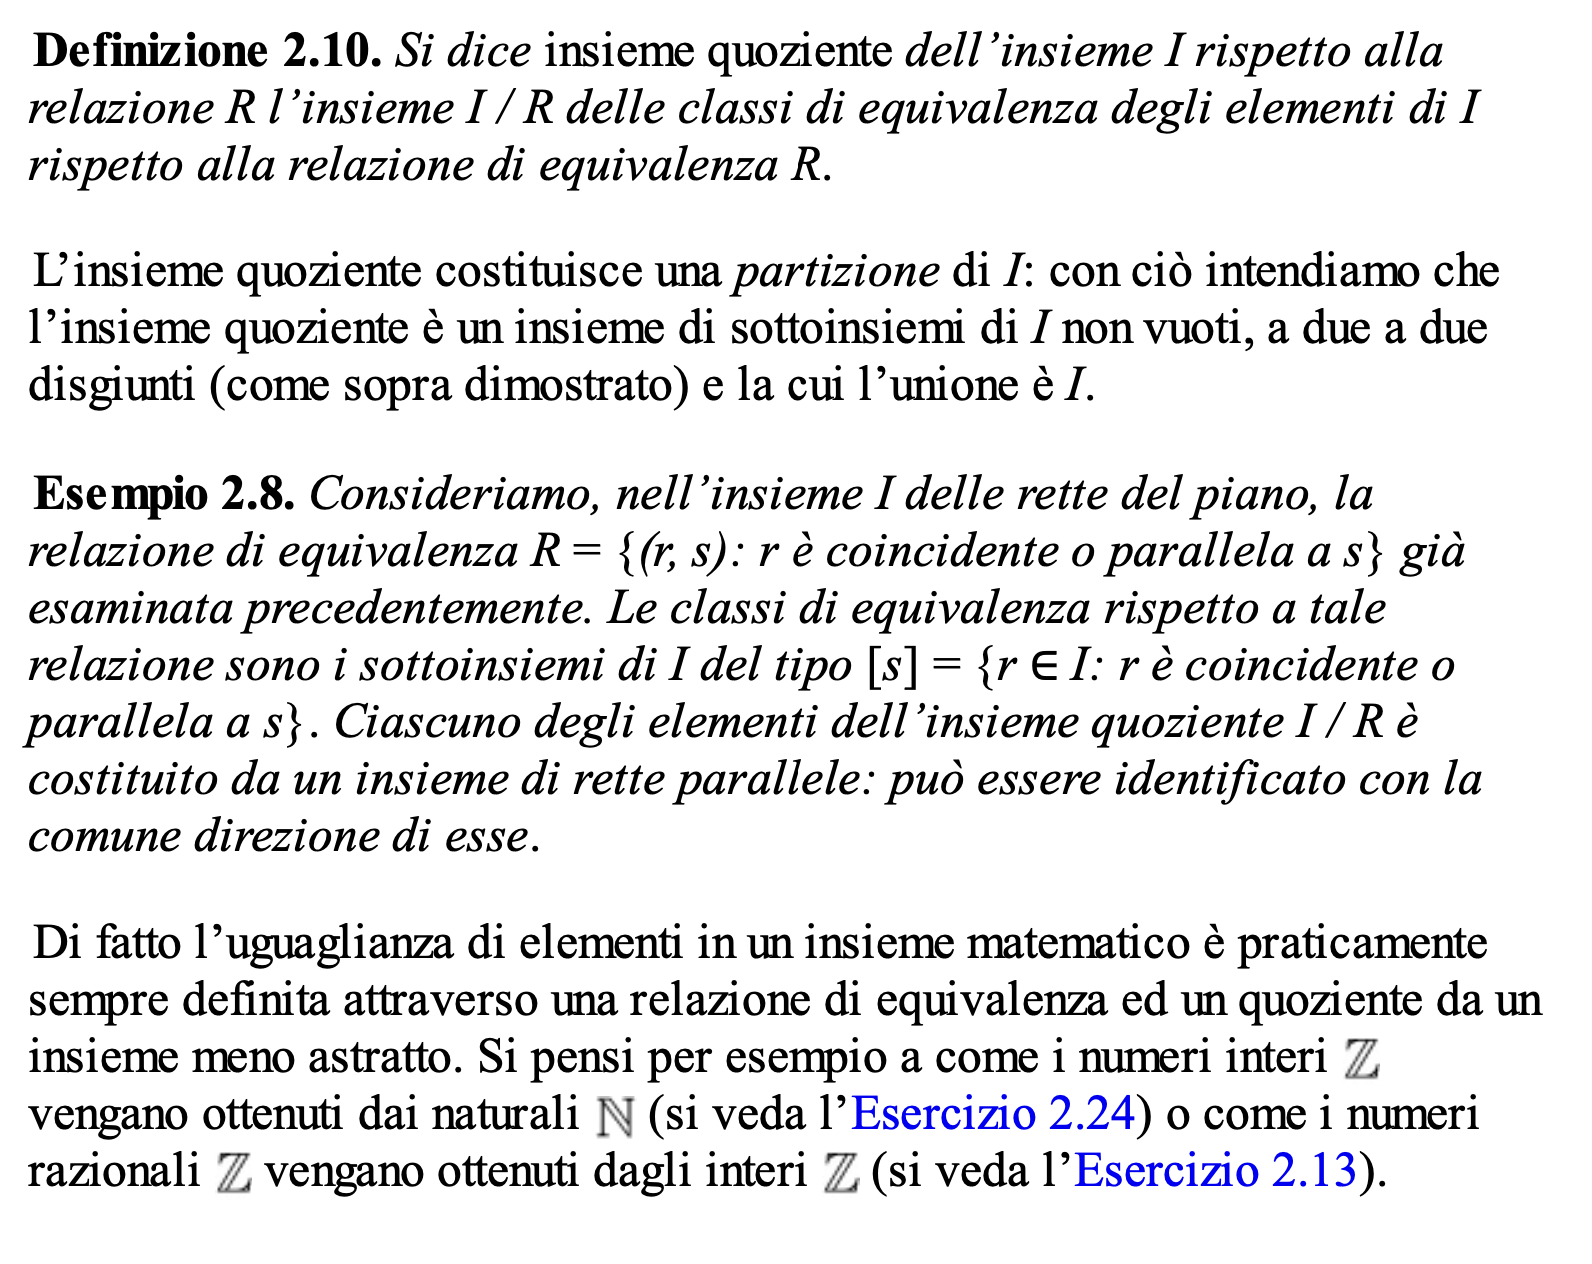 Definizione 2.10. Si dice insieme quoziente dell’insieme I rispetto alla
relazione R l’insieme I / R delle classi di equivalenza degli elementi di I
rispetto alla relazione di equivalenza R.
L’insieme quoziente costituisce una partizione di I: con ciò intendiamo che
l’insieme quoziente è un insieme di sottoinsiemi di I non vuoti, a due a due
disgiunti (come sopra dimostrato) e la cui l’unione è I.
Esempio 2.8. Consideriamo, nell’insieme I delle rette del piano, la
relazione di equivalenza R = {(r, s): r è coincidente o parallela a s} già
esaminata precedentemente. Le classi di equivalenza rispetto a tale
relazione sono i sottoinsiemi di I del tipo [s] = {r ∈ I: r è coincidente o
parallela a s}. Ciascuno degli elementi dell’insieme quoziente I / R è
costituito da un insieme di rette parallele: può essere identificato con la
comune direzione di esse.
Di fatto l’uguaglianza di elementi in un insieme matematico è praticamente
sempre definita attraverso una relazione di equivalenza ed un quoziente da un
insieme meno astratto. Si pensi per esempio a come i numeri interi ℤ
vengano ottenuti dai naturali ℕ (si veda l’Esercizio 2.24) o come i numeri
razionali ℤ vengano ottenuti dagli interi ℤ (si veda l’Esercizio 2.13).